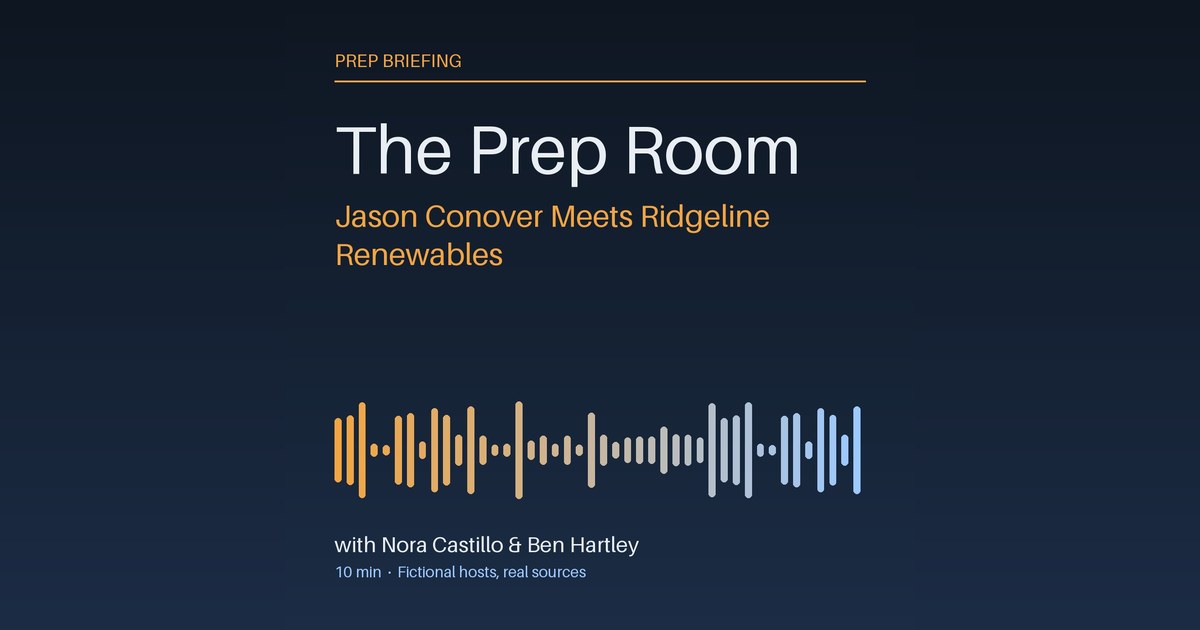 PREP BRIEFING
The Prep Room
Jason Conover Meets Ridgeline
Renewables
with Nora Castillo & Ben Hartley
10 min · Fictional hosts, real sources